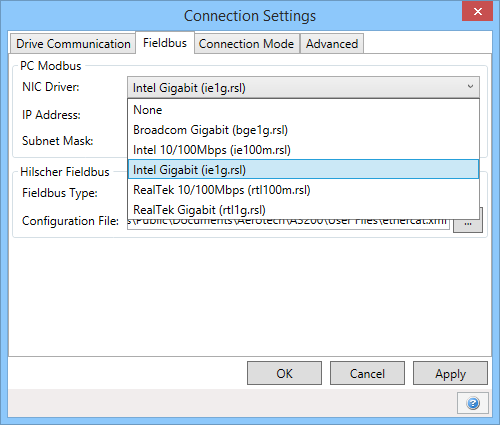 Connection Settings
Drive Communication Fieldbus Connection Mode Advanced
PC Modbus
NIC Driver: Intel Gigabit (ie1g.rsl)
IP Address:
Subnet Mask:
None
Broadcom Gigabit (bge1g.rsl)
Intel 10/100Mbps (ie100m.rsl)
Intel Gigabit (ie1g.rsl)
RealTek 10/100Mbps (rtl100m.rsl)
RealTek Gigabit (rtl1g.rsl)
Hilscher Fieldbus
Fieldbus Type:
Configuration File: s\Public\Documents\Aerotech\A3200\User Files\ethercat.xml ...
OK Cancel Apply
?